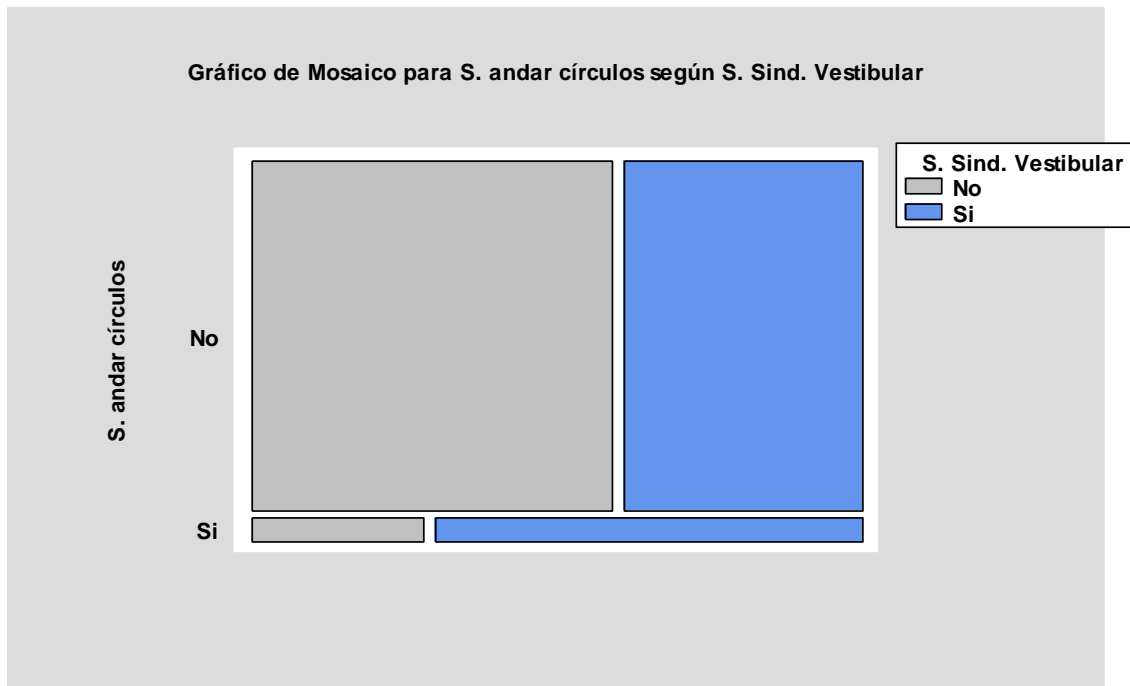 Gráfico de Mosaico para S. andar círculos según S. Sind. Vestibular
S. Sind. Vestibular
No
Si
S. andar círculos
No
Si